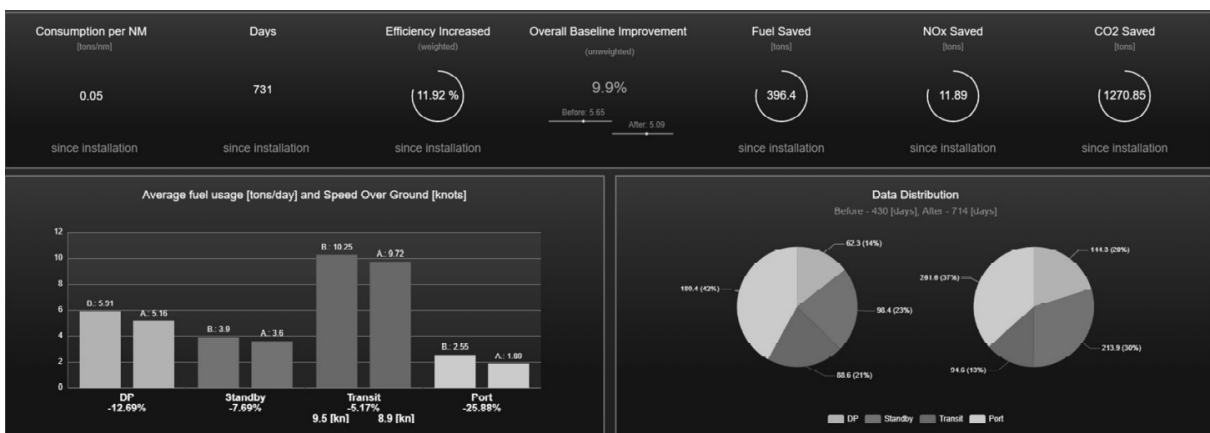 Consumption per NM
[tons/nm]
0.05
since installation
Days
731
since installation
Efficiency Increased
(weighted)
11.92 %
since installation
Overall Baseline Improvement
(unweighted)
9.9%
Before: 5.65
After: 5.09
Fuel Saved
[tons]
396.4
since installation
NOx Saved
[tons]
11.89
since installation
CO2 Saved
[tons]
1270.85
since installation
Average fuel usage [tons/day] and Speed Over Ground [knots]
12
10
8
6
4
2
0
B.: 5.91
A.: 5.16
B.: 3.9
A.: 3.6
B.: 10.25
A.: 9.72
B.: 2.55
DP
-12.69%
Standby
-7.69%
Transit
-5.17%
9.5 [kn]
8.9 [kn]
Port
-25.88%
Data Distribution
Before - 430 [days], After - 714 [days]
62.3 (14%)
98.4 (23%)
88.6 (21%)
213.9 (30%)
DP
Standby
Transit
Port